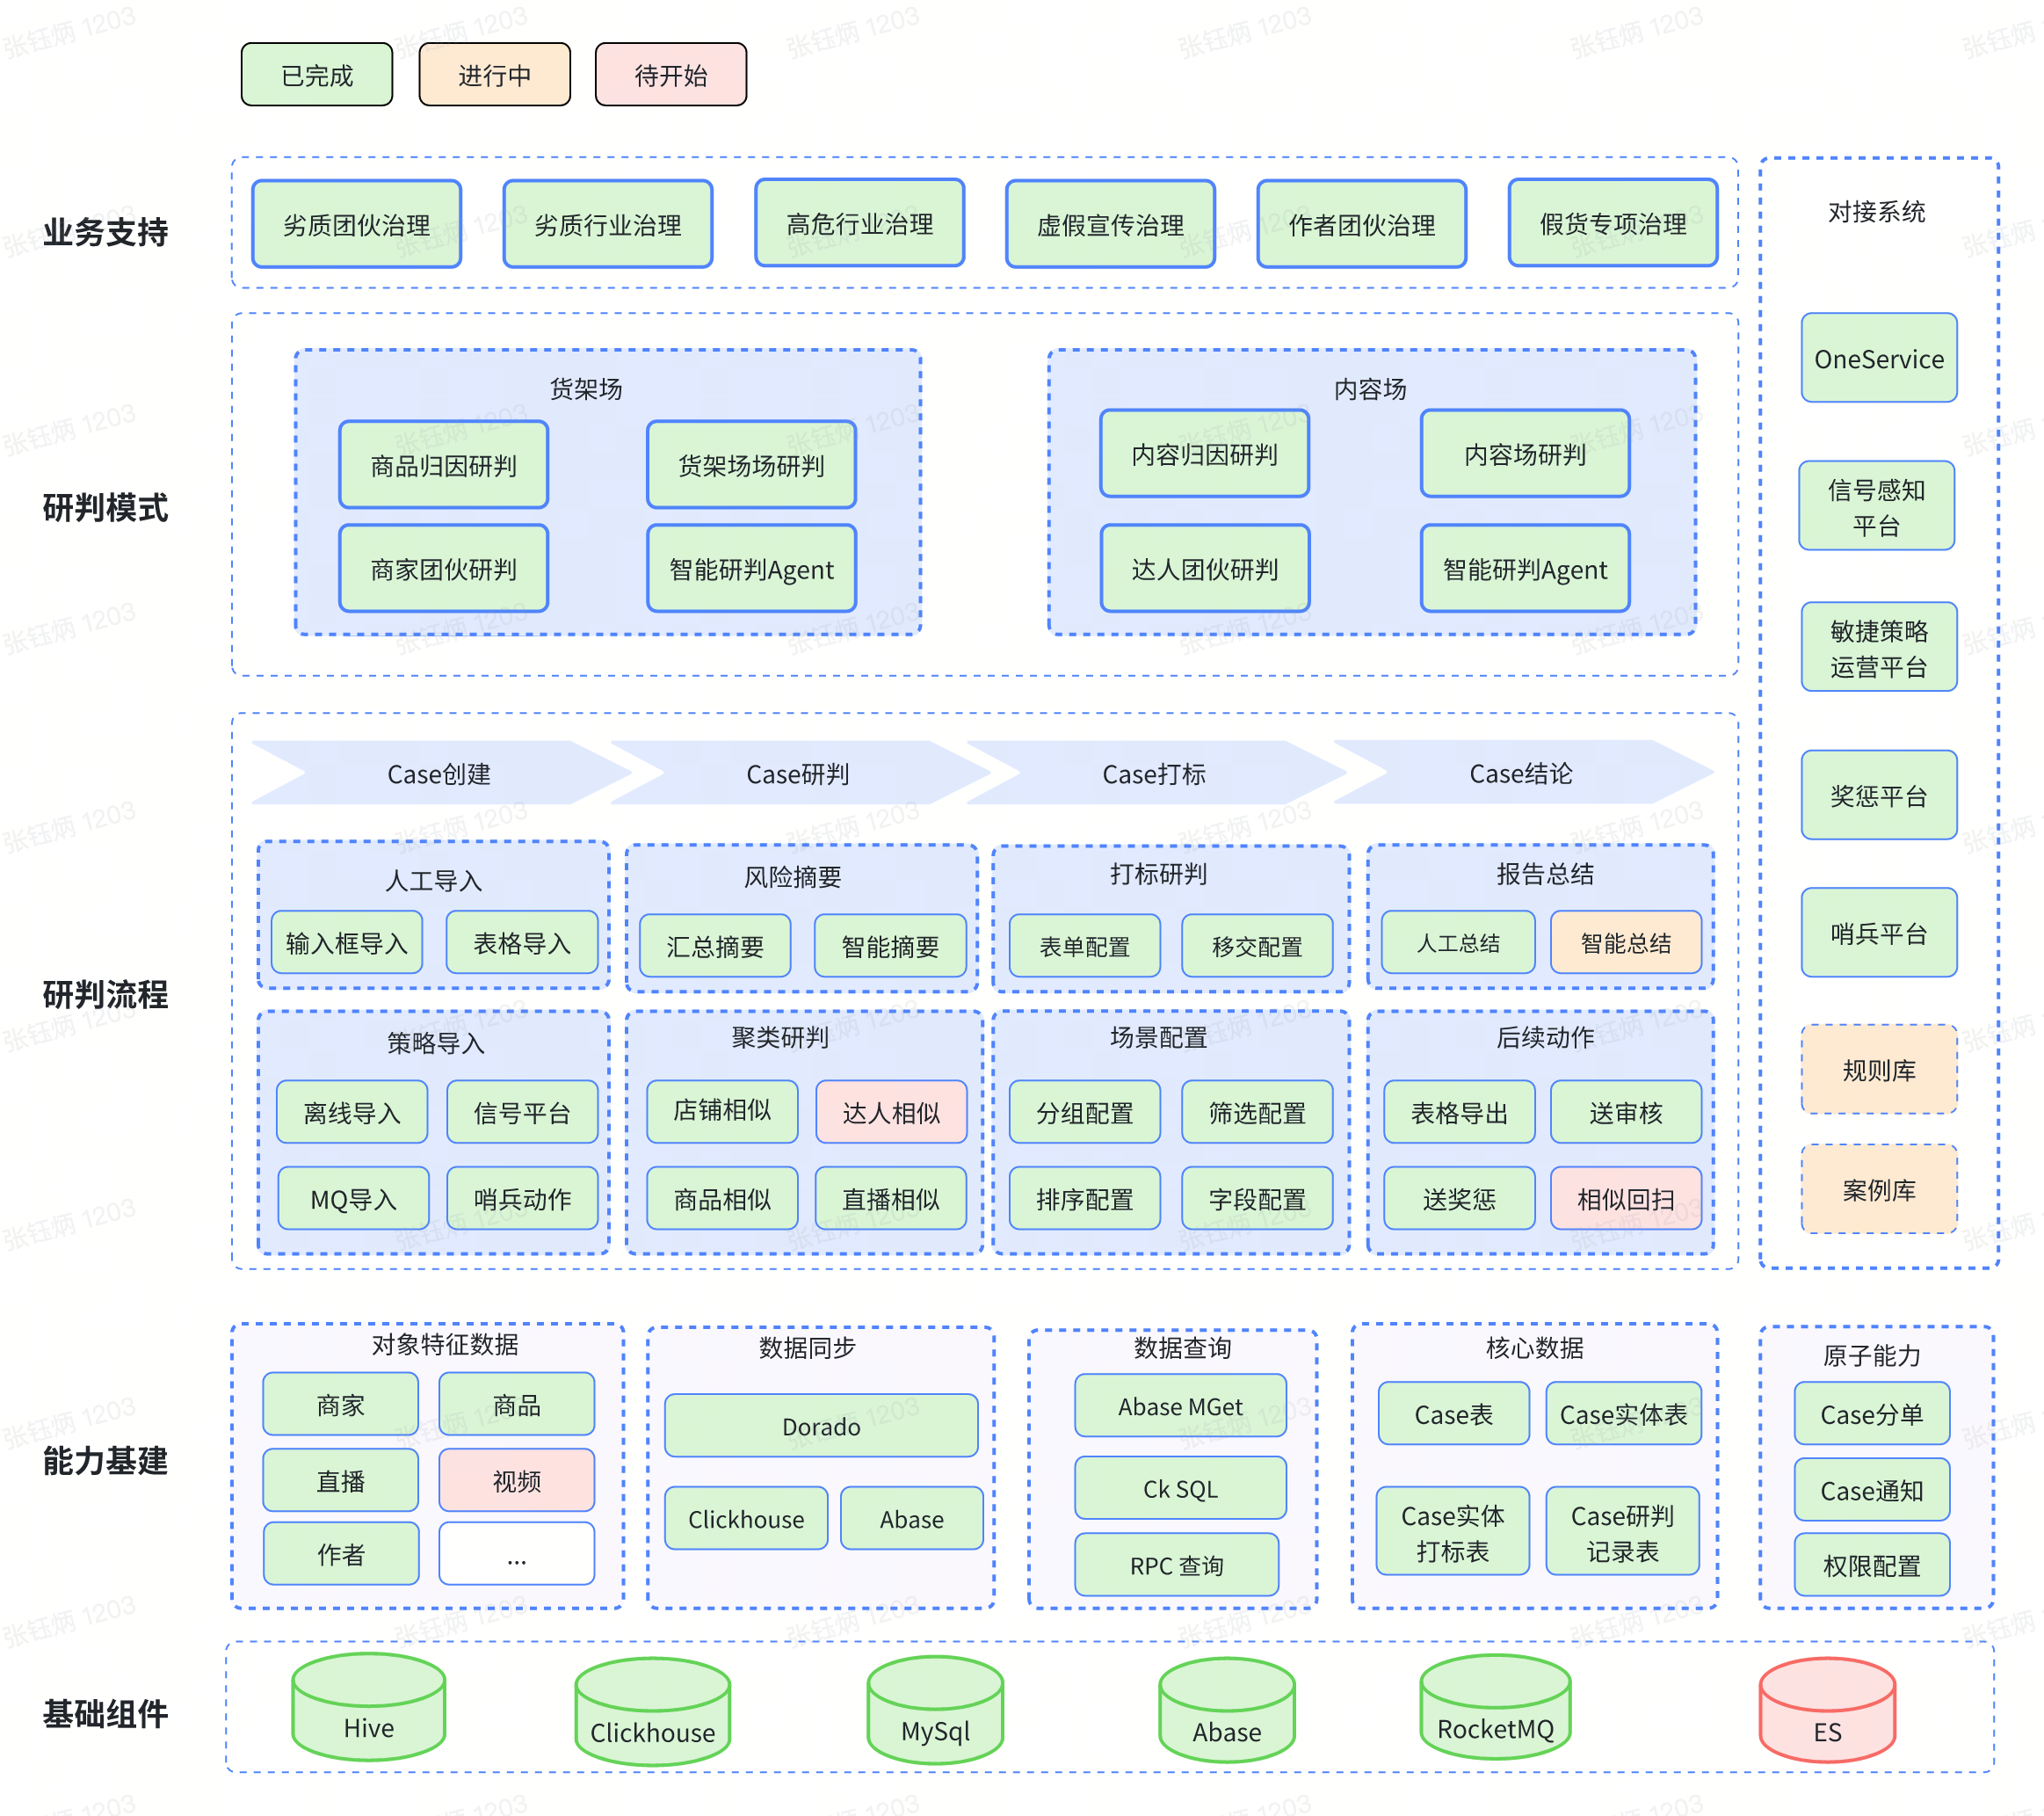 已完成
进行中
待开始
业务支持
劣质团伙治理
劣质行业治理
高危行业治理
虚假宣传治理
作者团伙治理
假货专项治理
研判模式
货架场
商品归因研判
货架场场研判
商家团伙研判
智能研判Agent
内容场
内容归因研判
内容场研判
达人团伙研判
智能研判Agent
研判流程
Case创建
Case研判
Case打标
Case结论
人工导入
输入框导入
表格导入
风险摘要
汇总摘要
智能摘要
打标研判
表单配置
移交配置
报告总结
人工总结
智能总结
策略导入
离线导入
信号平台
MQ导入
哨兵动作
聚类研判
店铺相似
达人相似
商品相似
直播相似
场景配置
分组配置
筛选配置
排序配置
字段配置
后续动作
表格导出
送审核
送奖惩
相似回扫
对接系统
OneService
信号感知
平台
敏捷策略
运营平台
奖惩平台
哨兵平台
规则库
案例库
能力基建
对象特征数据
商家
商品
直播
视频
作者
...
数据同步
Dorado
Clickhouse
Abase
数据查询
Abase MGet
Ck SQL
RPC 查询
核心数据
Case表
Case实体表
Case实体
打标表
Case研判
记录表
原子能力
Case分单
Case通知
权限配置
基础组件
Hive
Clickhouse
MySql
Abase
RocketMQ
ES
张钰炳 1203